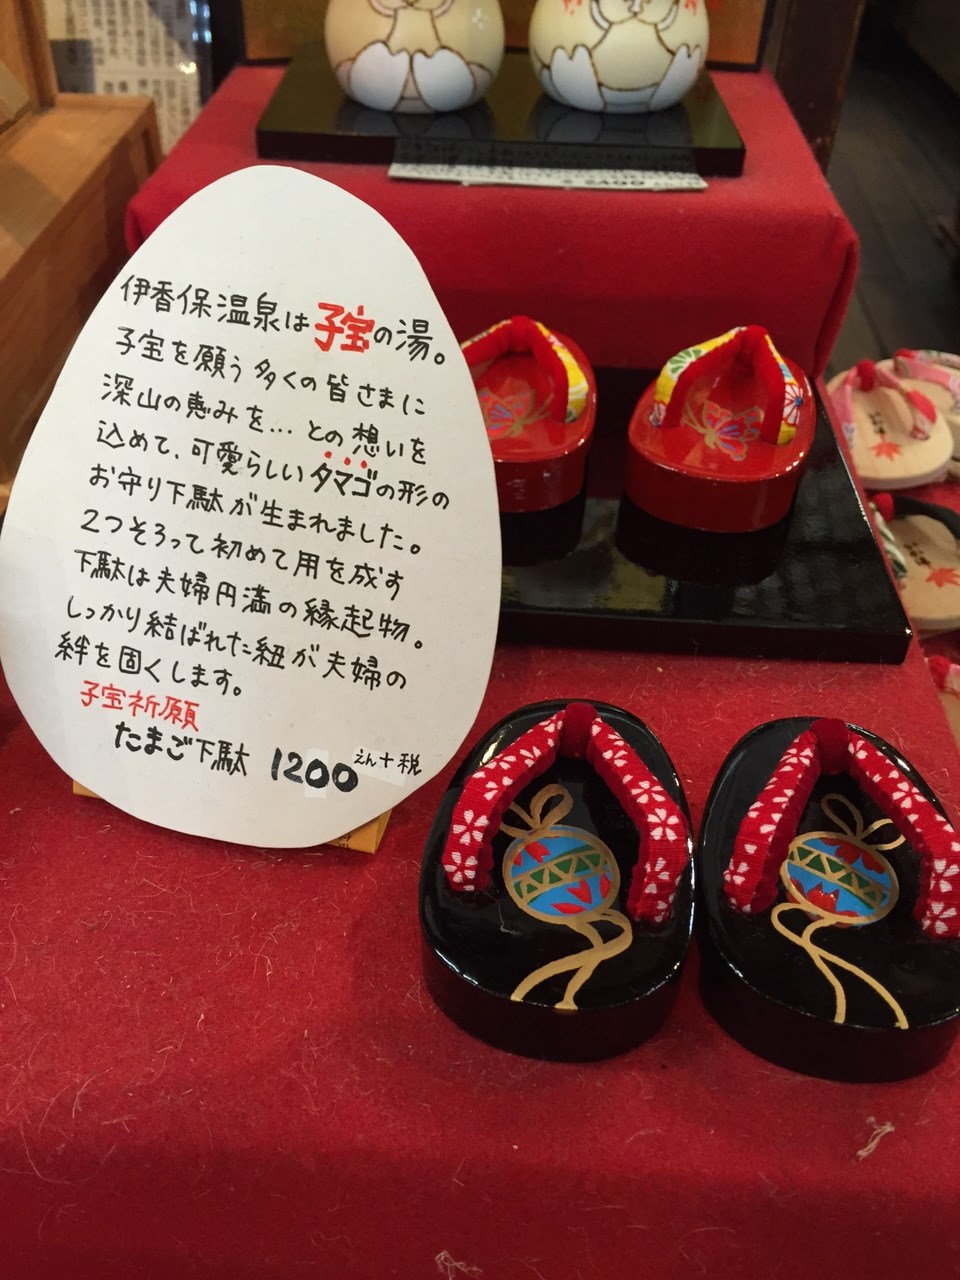 伊香保温泉は子宝の湯。
子宝を願う多くの皆さまに
深山の恵みを…との想いを
込めて、可愛らしいタマゴの形の
お守り下駄が生まれました。
2つそろって初めて用を成す
下駄は夫婦円満の縁起物。
しっかり結ばれた紐が夫婦の
絆を固くします。
子宝祈願
たまご下駄 1200えん+税